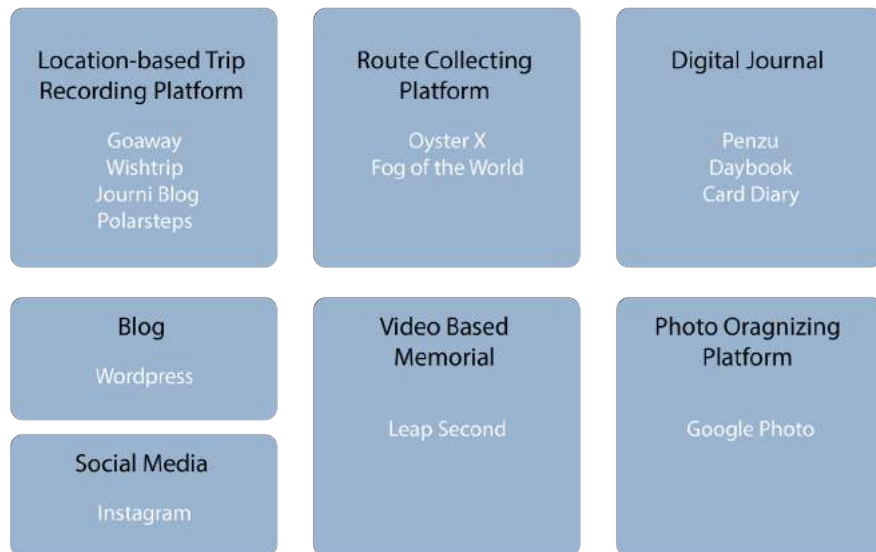 Location-based Trip
Recording Platform
Goaway
Wishtrip
Journi Blog
Polarsteps
Route Collecting
Platform
Oyster X
Fog of the World
Digital Journal
Penzu
Daybook
Card Diary
Blog
Wordpress
Social Media
Instagram
Video Based
Memorial
Leap Second
Photo Oragnizing
Platform
Google Photo